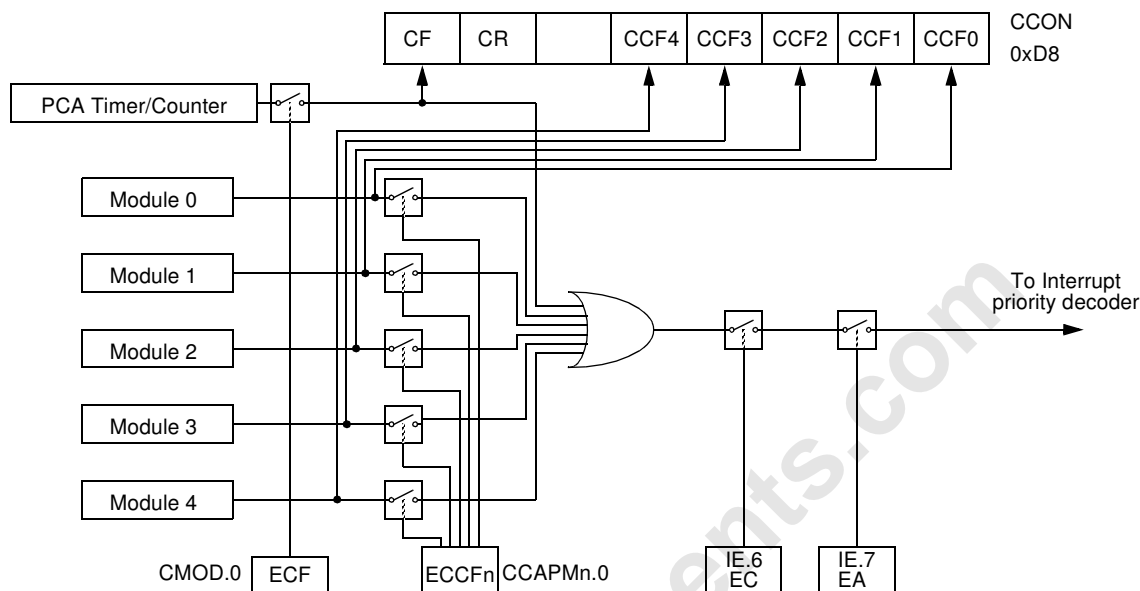 CF CR CCF4 CCF3 CCF2 CCF1 CCF0
CCON
0xD8
PCA Timer/Counter
Module 0
Module 1
Module 2
Module 3
Module 4
To Interrupt
priority decoder
CMOD.0 ECF
ECCFn CCAPMn.0
IE.6
EC
IE.7
EA
ents.com